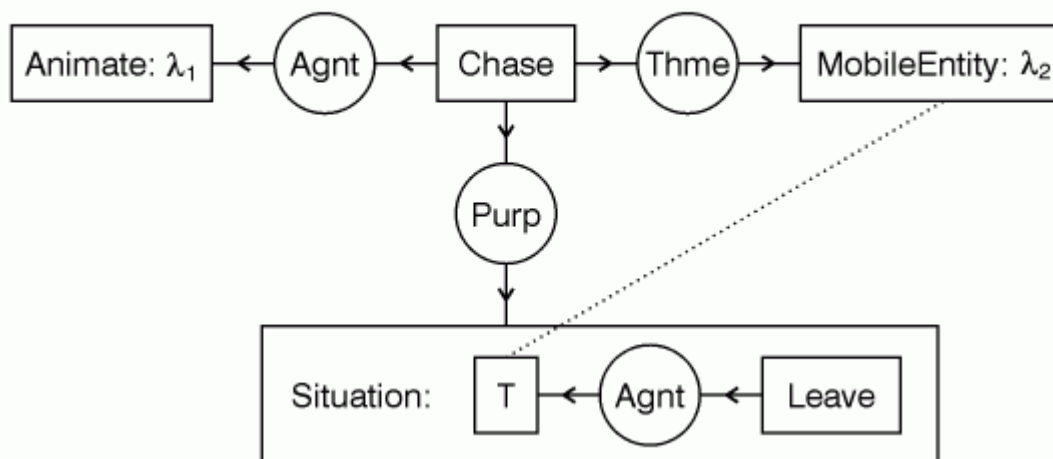 Animate: λ₁ Agnt Chase Thme MobileEntity: λ₂
Purp
Situation: T Agnt Leave